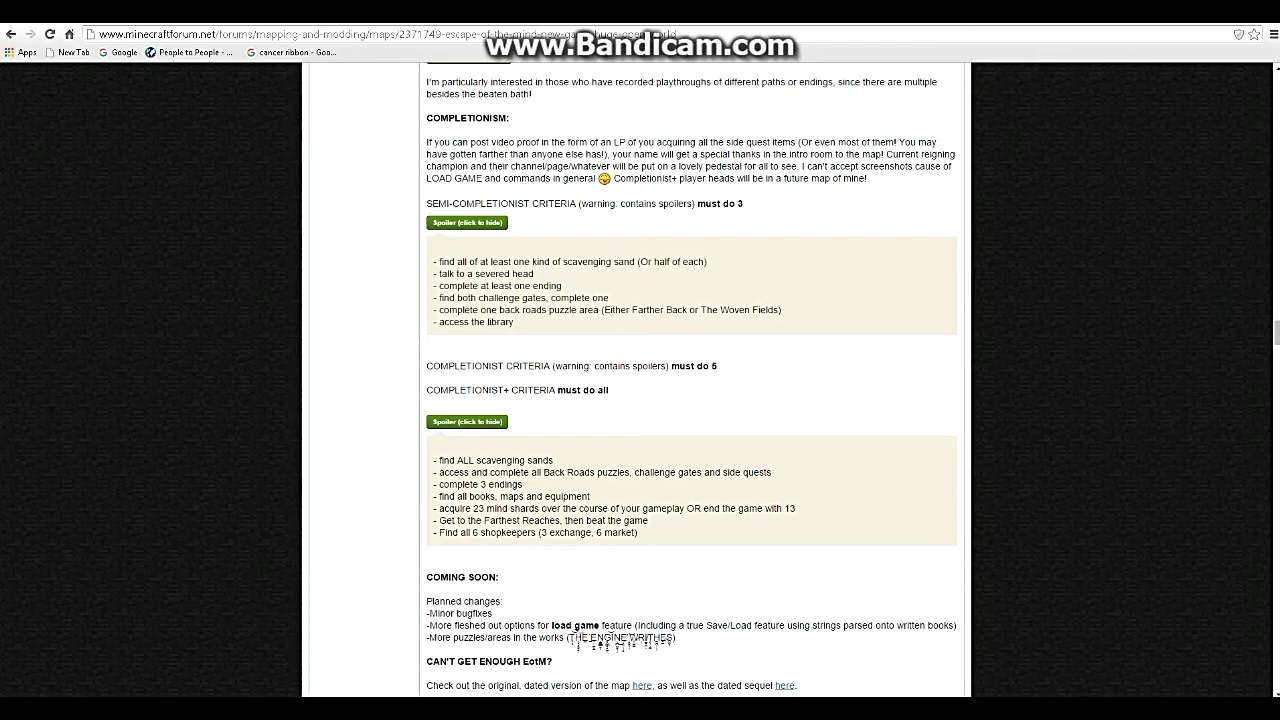 www.minecraftforum.net/forums/mapping-and-modding/maps/2371749-escape-of-the-mind-new-ga
www.Bandicam.com
Apps New Tab Google People to People - ... cancer ribbon - Goo...
I'm particularly interested in those who have recorded playthroughs of different paths or endings, since there are multiple
besides the beaten bath!
COMPLETIONISM:
If you can post video proof in the form of an LP of you acquiring all the side quest items (Or even most of them! You may
have gotten farther than anyone else has!), your name will get a special thanks in the intro room to the map! Current reigning
champion and their channel/page/whatever will be put on a lovely pedestal for all to see. I can't accept screenshots cause of
LOAD GAME and commands in general Completionist+ player heads will be in a future map of mine!
SEMI-COMPLETIONIST CRITERIA (warning: contains spoilers) must do 3
Spoiler (click to hide)
- find all of at least one kind of scavenging sand (Or half of each)
- talk to a severed head
- complete at least one ending
- find both challenge gates, complete one
- complete one back roads puzzle area (Either Farther Back or The Woven Fields)
- access the library
COMPLETIONIST CRITERIA (warning: contains spoilers) must do 5
COMPLETIONIST+ CRITERIA must do all
Spoiler (click to hide)
- find ALL scavenging sands
- access and complete all Back Roads puzzles, challenge gates and side quests
- complete 3 endings
- find all books, maps and equipment
- acquire 23 mind shards over the course of your gameplay OR end the game with 13
- Get to the Farthest Reaches, then beat the game
- Find all 6 shopkeepers (3 exchange, 6 market)
COMING SOON:
Planned changes:
-Minor bugfixes
-More fleshed out options for load game feature (Including a true Save/Load feature using strings parsed onto written books)
-More puzzles/areas in the works (THE ENGINE WRITHES)
CAN'T GET ENOUGH EotM?
Check out the original, dated version of the map here, as well as the dated sequel here.